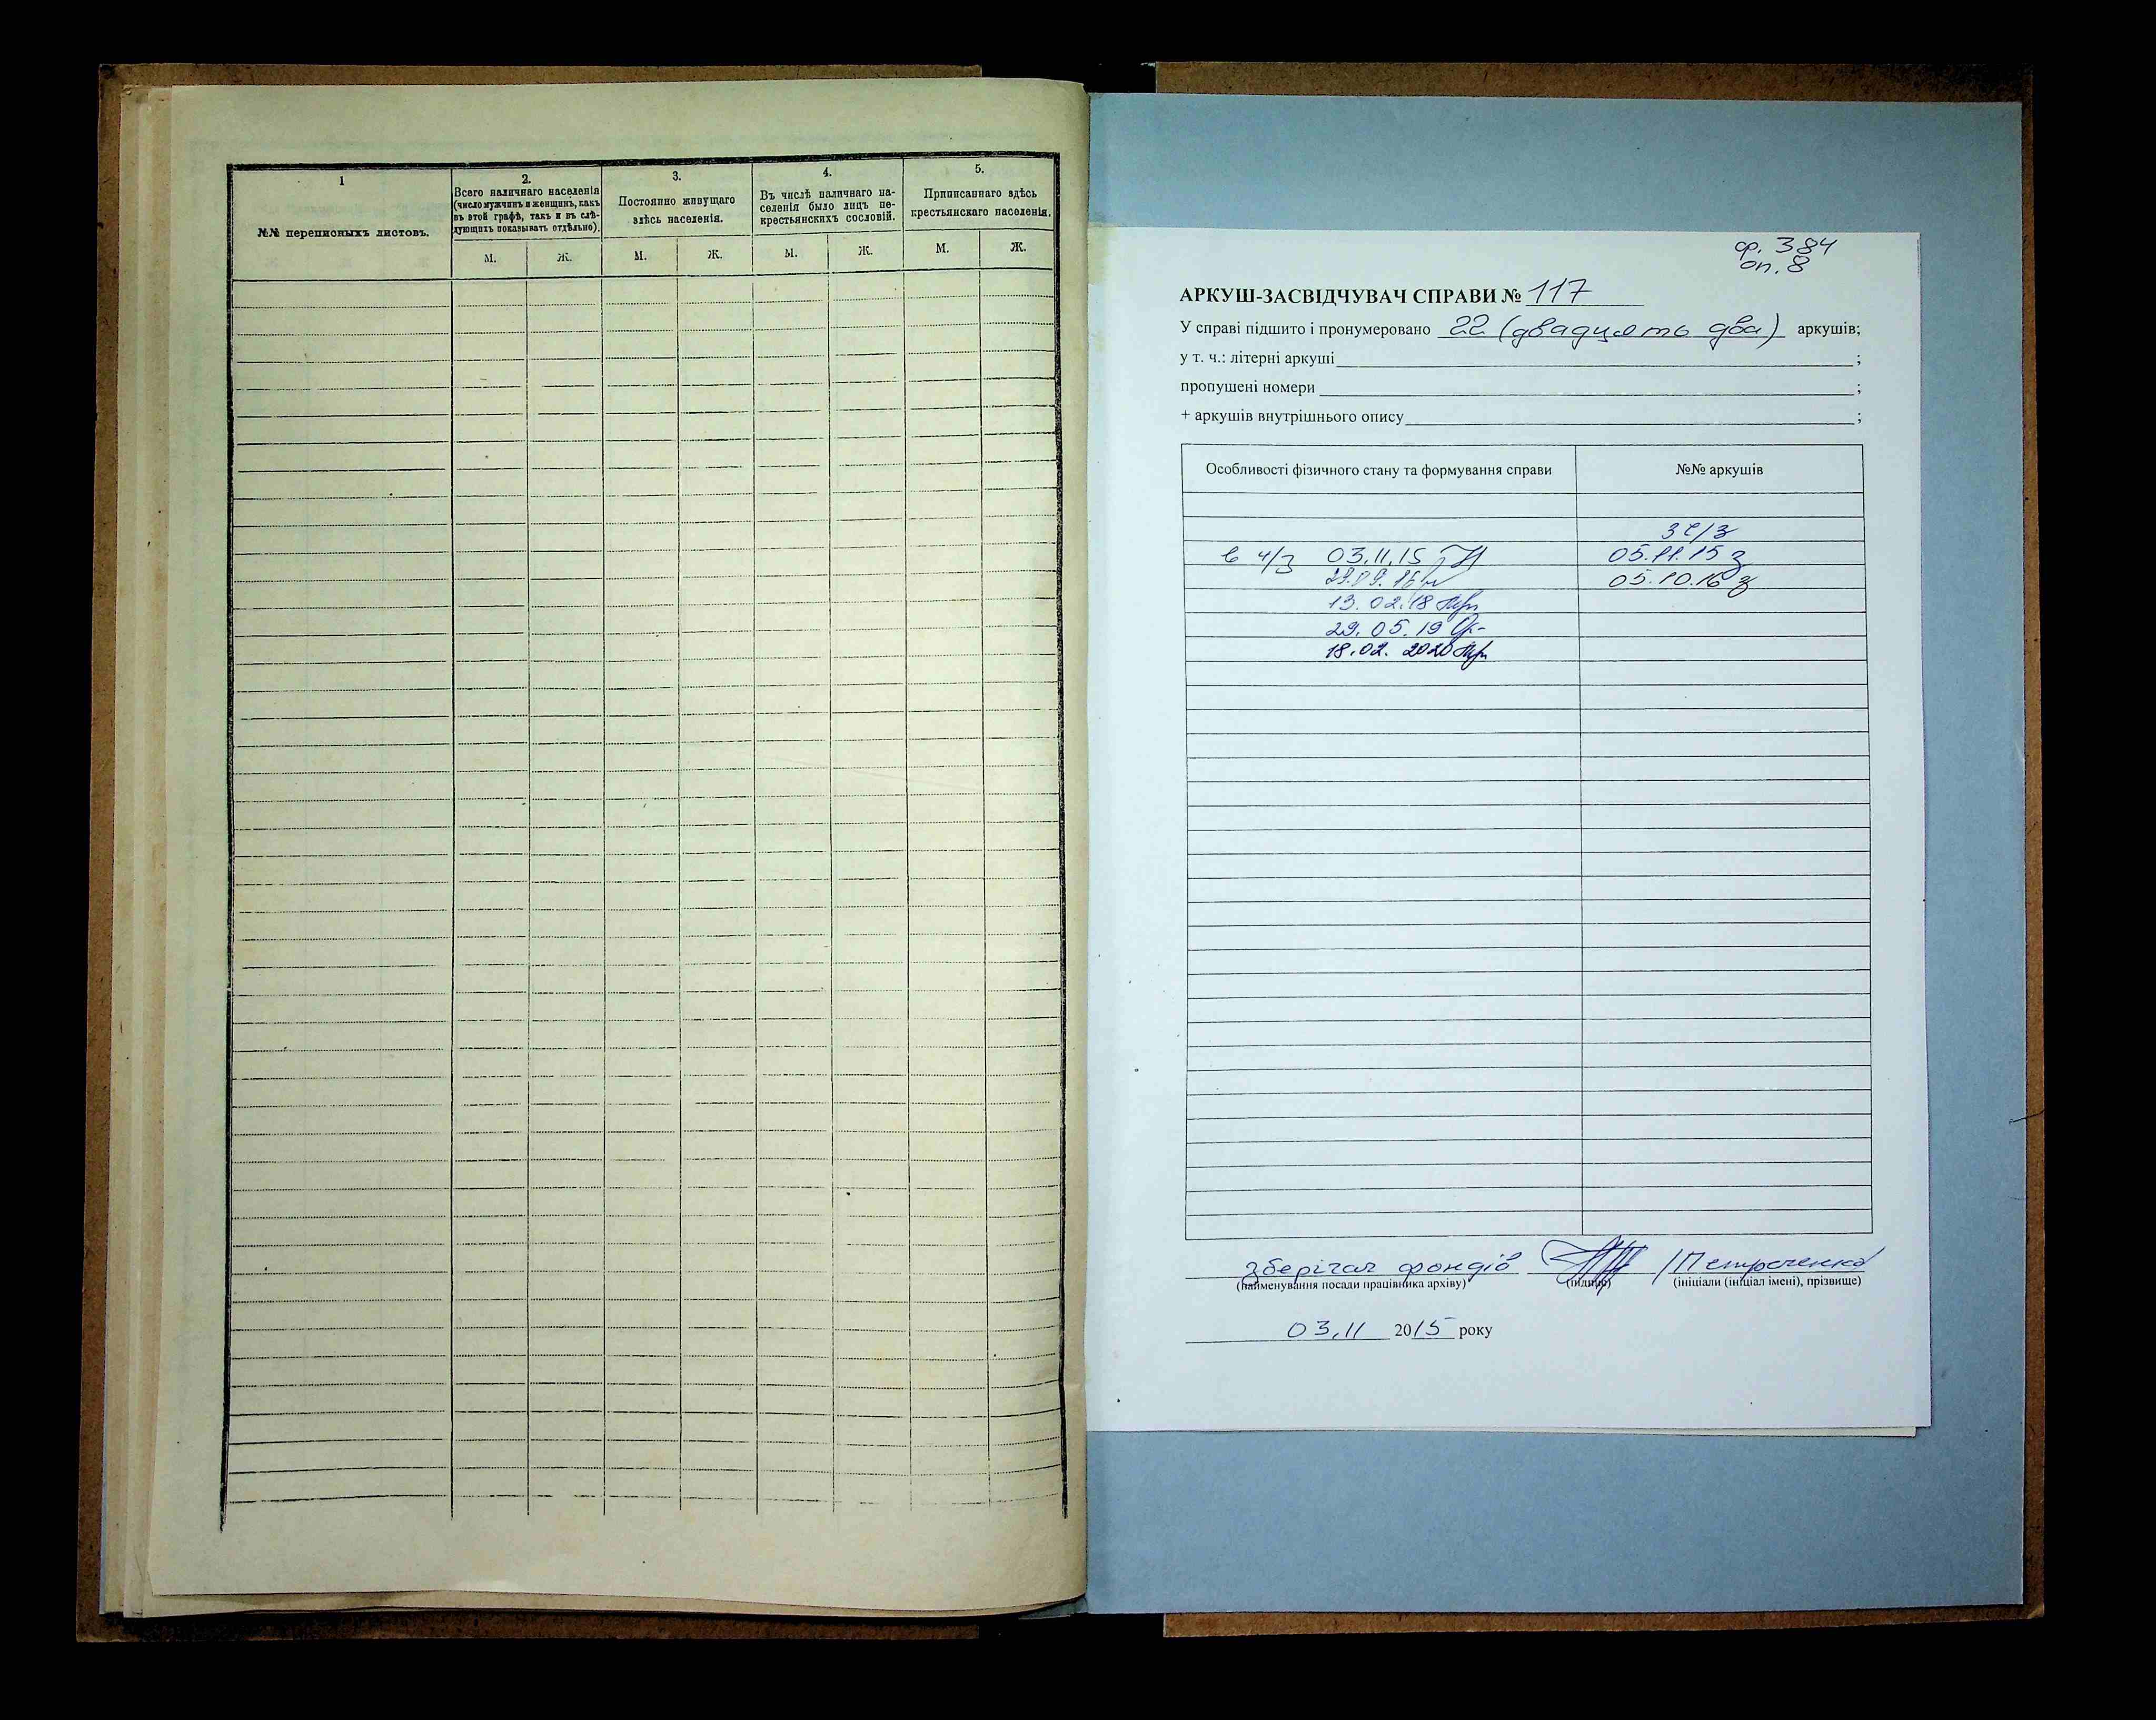 1
№№ переписныхъ листовъ.
2.
Всего наличнаго населенія
(число мужчинъ и женщинъ, какъ
въ этой графѣ, такъ и въ слѣ-
дующихъ показывать отдѣльно).
3.
Постоянно живущаго
здѣсь населенія.
4.
Въ числѣ наличнаго на-
селенія было лицъ не-
крестьянскихъ сословій.
5.
Приписаннаго здѣсь
крестьянскаго населенія.
М. Ж. М. Ж. М. Ж. М. Ж.
ф. 384
оп. 8
АРКУШ-ЗАСВІДЧУВАЧ СПРАВИ № 117
У справі підшито і пронумеровано 22 (двадцять два) аркушів;
у т. ч.: літерні аркуші ;
пропущені номери ;
+ аркушів внутрішнього опису ;
Особливості фізичного стану та формування справи №№ аркушів
з ч/з
в ч/з 03.11.15 05.11.15
29.09.16 05.10.16
13.02.18
29.05.19
18.02.2020
зберігач фондів /Петроченко
(найменування посади працівника архіву) (підпис) (ініціали (ініціал імені), прізвище)
03.11 2015 року